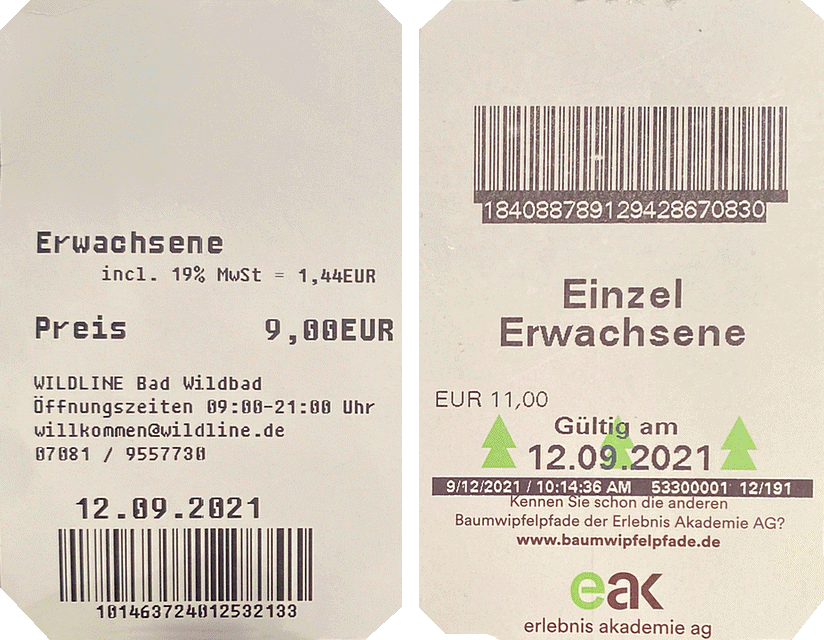 Erwachsene
incl. 19% MwSt = 1,44EUR
Preis 9,00EUR
WILDLINE Bad Wildbad
Öffnungszeiten 09:00-21:00 Uhr
willkommen@wildline.de
07081 / 9557730
12.09.2021
101463724012532133
184088789129428670830
Einzel
Erwachsene
EUR 11,00
Gültig am
12.09.2021
9/12/2021 / 10:14:36 AM 53300001 12/191
Kennen Sie schon die anderen
Baumwipfelpfade der Erlebnis Akademie AG?
www.baumwipfelpfade.de
eak
erlebnis akademie ag